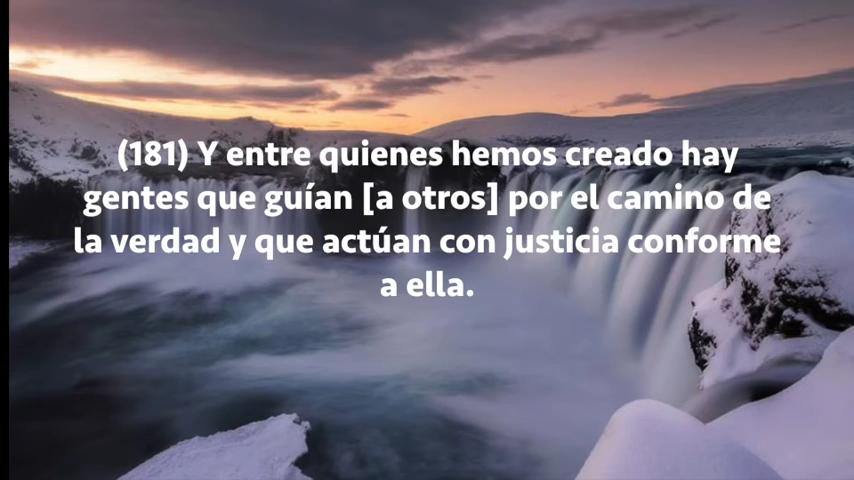 (181) Y entre quienes hemos creado hay
gentes que guían [a otros] por el camino de
la verdad y que actúan con justicia conforme
a ella.